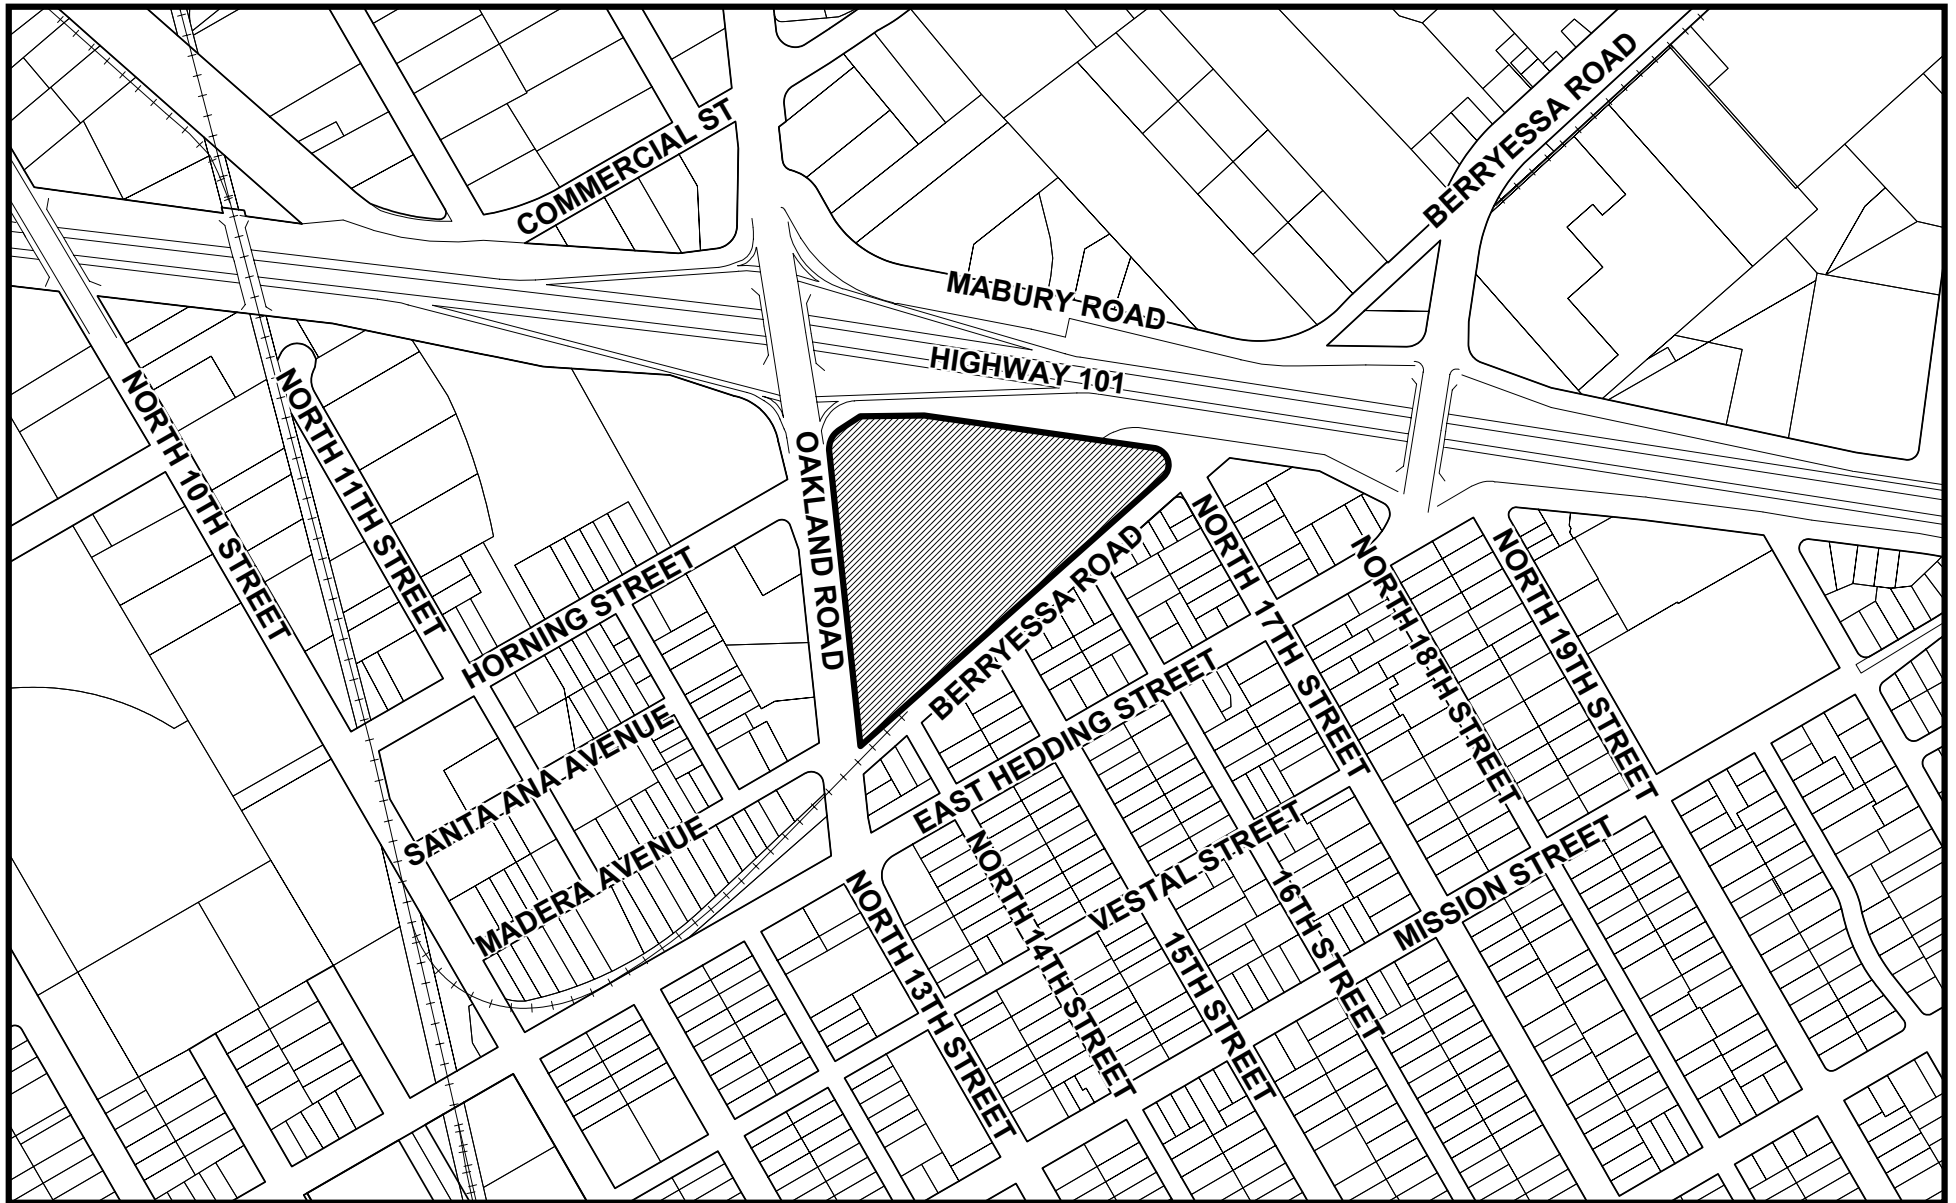 COMMERCIAL ST
BERRYESSA ROAD
MABURY ROAD
HIGHWAY 101
NORTH 10TH STREET
NORTH 11TH STREET
OAKLAND ROAD
HORNING STREET
BERRYESSA ROAD
NORTH 17TH STREET
NORTH 18TH STREET
NORTH 19TH STREET
EAST HEDDING STREET
SANTA ANA AVENUE
MADERA AVENUE
VESTAL STREET
MISSION STREET
NORTH 13TH STREET
NORTH 14TH STREET
15TH STREET
16TH STREET